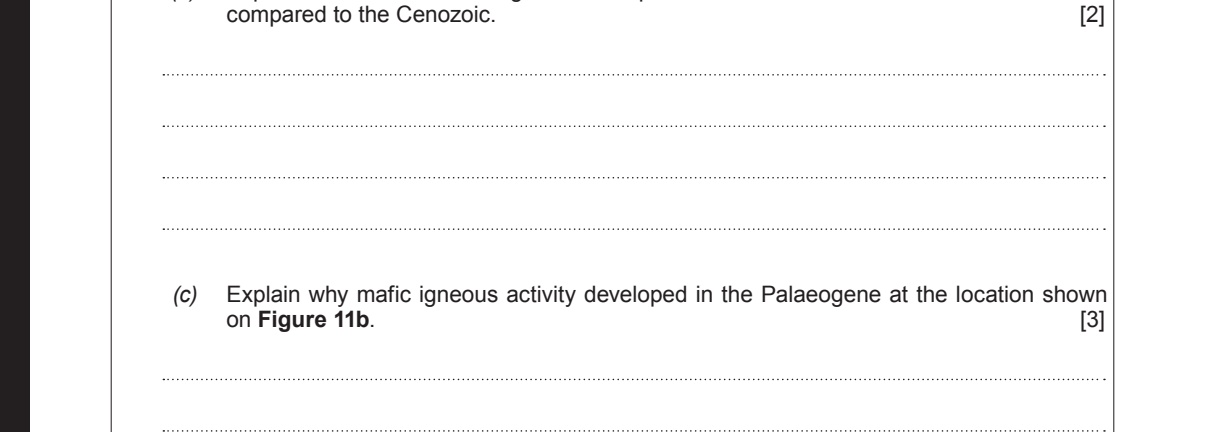 compared to the Cenozoic. [2]
(c) Explain why mafic igneous activity developed in the Palaeogene at the location shown
on Figure 11b. [3]